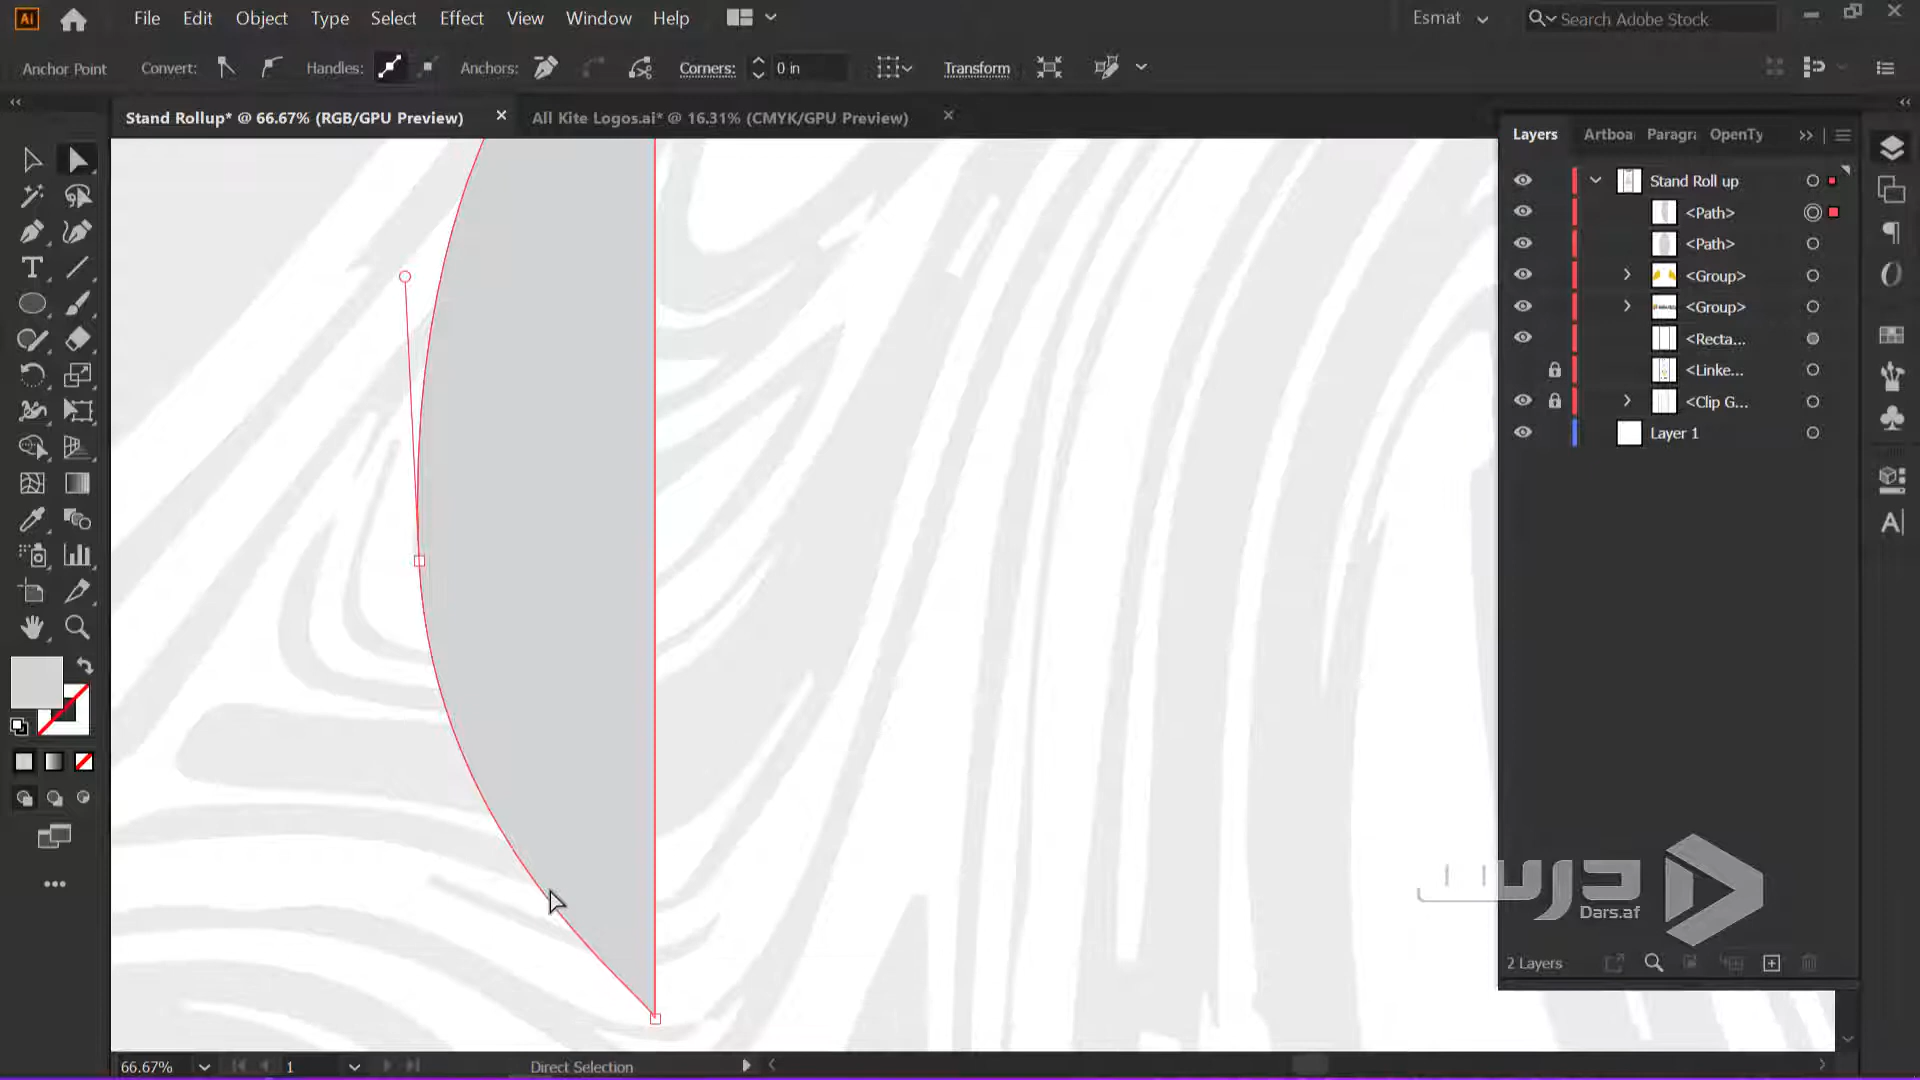 Ai
File Edit Object Type Select Effect View Window Help
Esmat
Search Adobe Stock
Anchor Point Convert: Handles: Anchors: Corners: 0 in Transform
Stand Rollup* @ 66.67% (RGB/GPU Preview)
All Kite Logos.ai* @ 16.31% (CMYK/GPU Preview)
Layers Artboa Paragra OpenTy
Stand Roll up
<Path>
<Path>
<Group>
<Group>
<Recta...
<Linke...
<Clip G...
Layer 1
درس
Dars.af
2 Layers
66.67% 1 Direct Selection